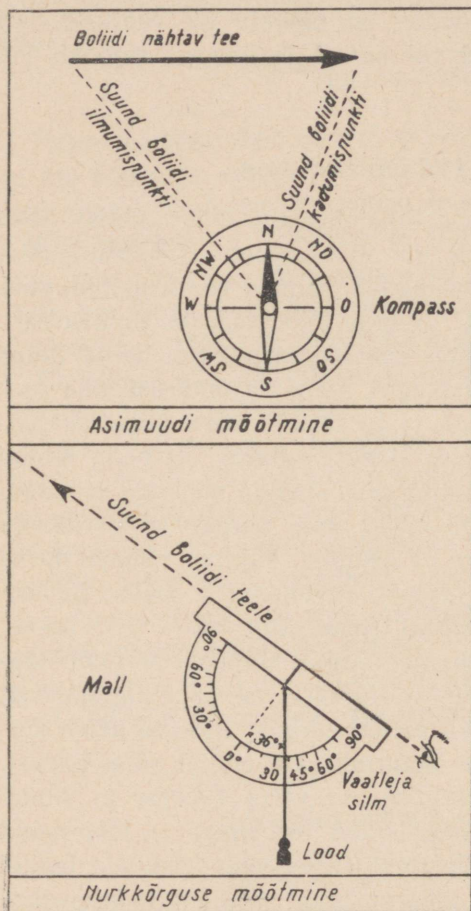 Boliidi nähtav tee
Suund boliidi
ilmumispunkti
Suund boliidi
kadumispunkti
N
NW
NO
W
O
Kompass
SW
SO
S
Asimuudi mõõtmine
Suund boliidi teele
Mall
90°
60°
30°
0°
36°
30
45°
60°
90°
Vaatleja
silm
Lood
Nurkkõrguse mõõtmine